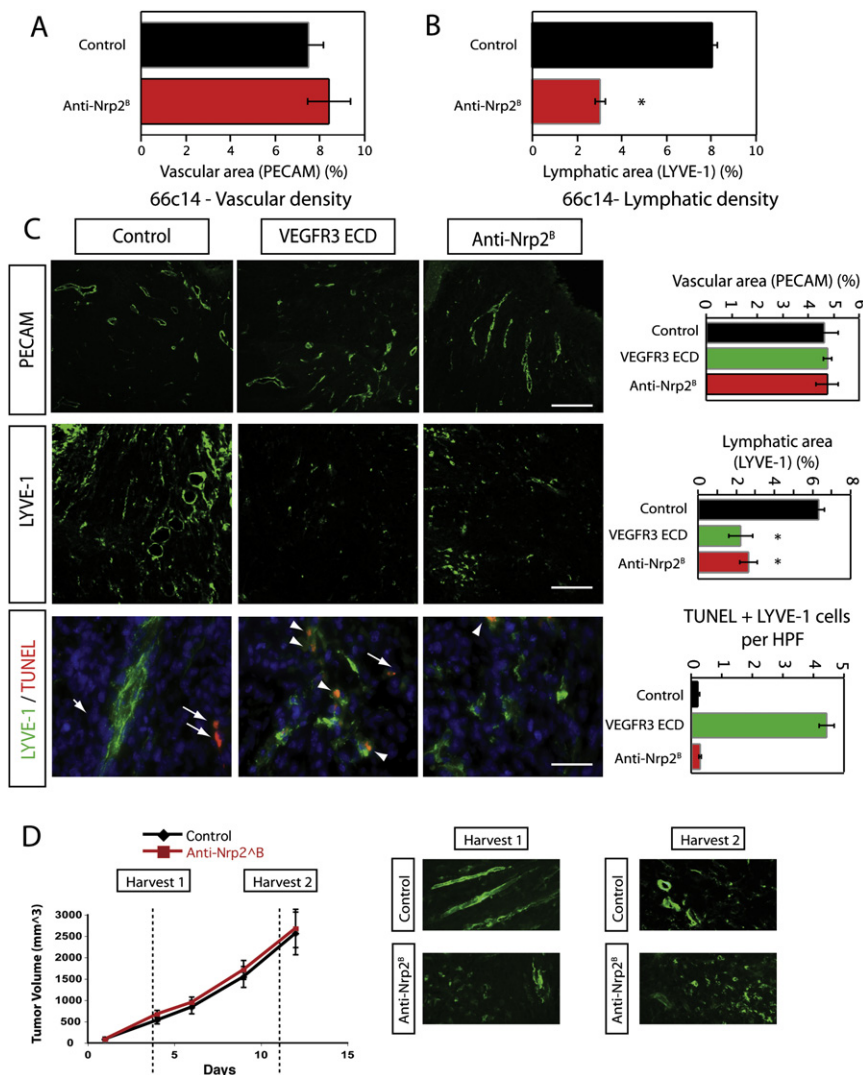 A
Control
Anti-Nrp2ᴮ
0 2 4 6 8 10
Vascular area (PECAM) (%)
66c14 - Vascular density
B
Control
Anti-Nrp2ᴮ
*
0 2 4 6 8 10
Lymphatic area (LYVE-1) (%)
66c14- Lymphatic density
C
Control
VEGFR3 ECD
Anti-Nrp2ᴮ
PECAM
Vascular area (PECAM) (%)
0 1 2 3 4 5 6
Control
VEGFR3 ECD
Anti-Nrp2ᴮ
LYVE-1
Lymphatic area
(LYVE-1) (%)
0 2 4 6 8
Control
VEGFR3 ECD *
Anti-Nrp2ᴮ *
LYVE-1 / TUNEL
TUNEL + LYVE-1 cells
per HPF
0 1 2 3 4 5
Control
VEGFR3 ECD
Anti-Nrp2ᴮ
D
Control
Anti-Nrp2^B
Harvest 1
Harvest 2
Tumor Volume (mm^3)
3000
2500
2000
1500
1000
500
0
0 5 10 15
Days
Harvest 1
Control
Anti-Nrp2ᴮ
Harvest 2
Control
Anti-Nrp2ᴮ